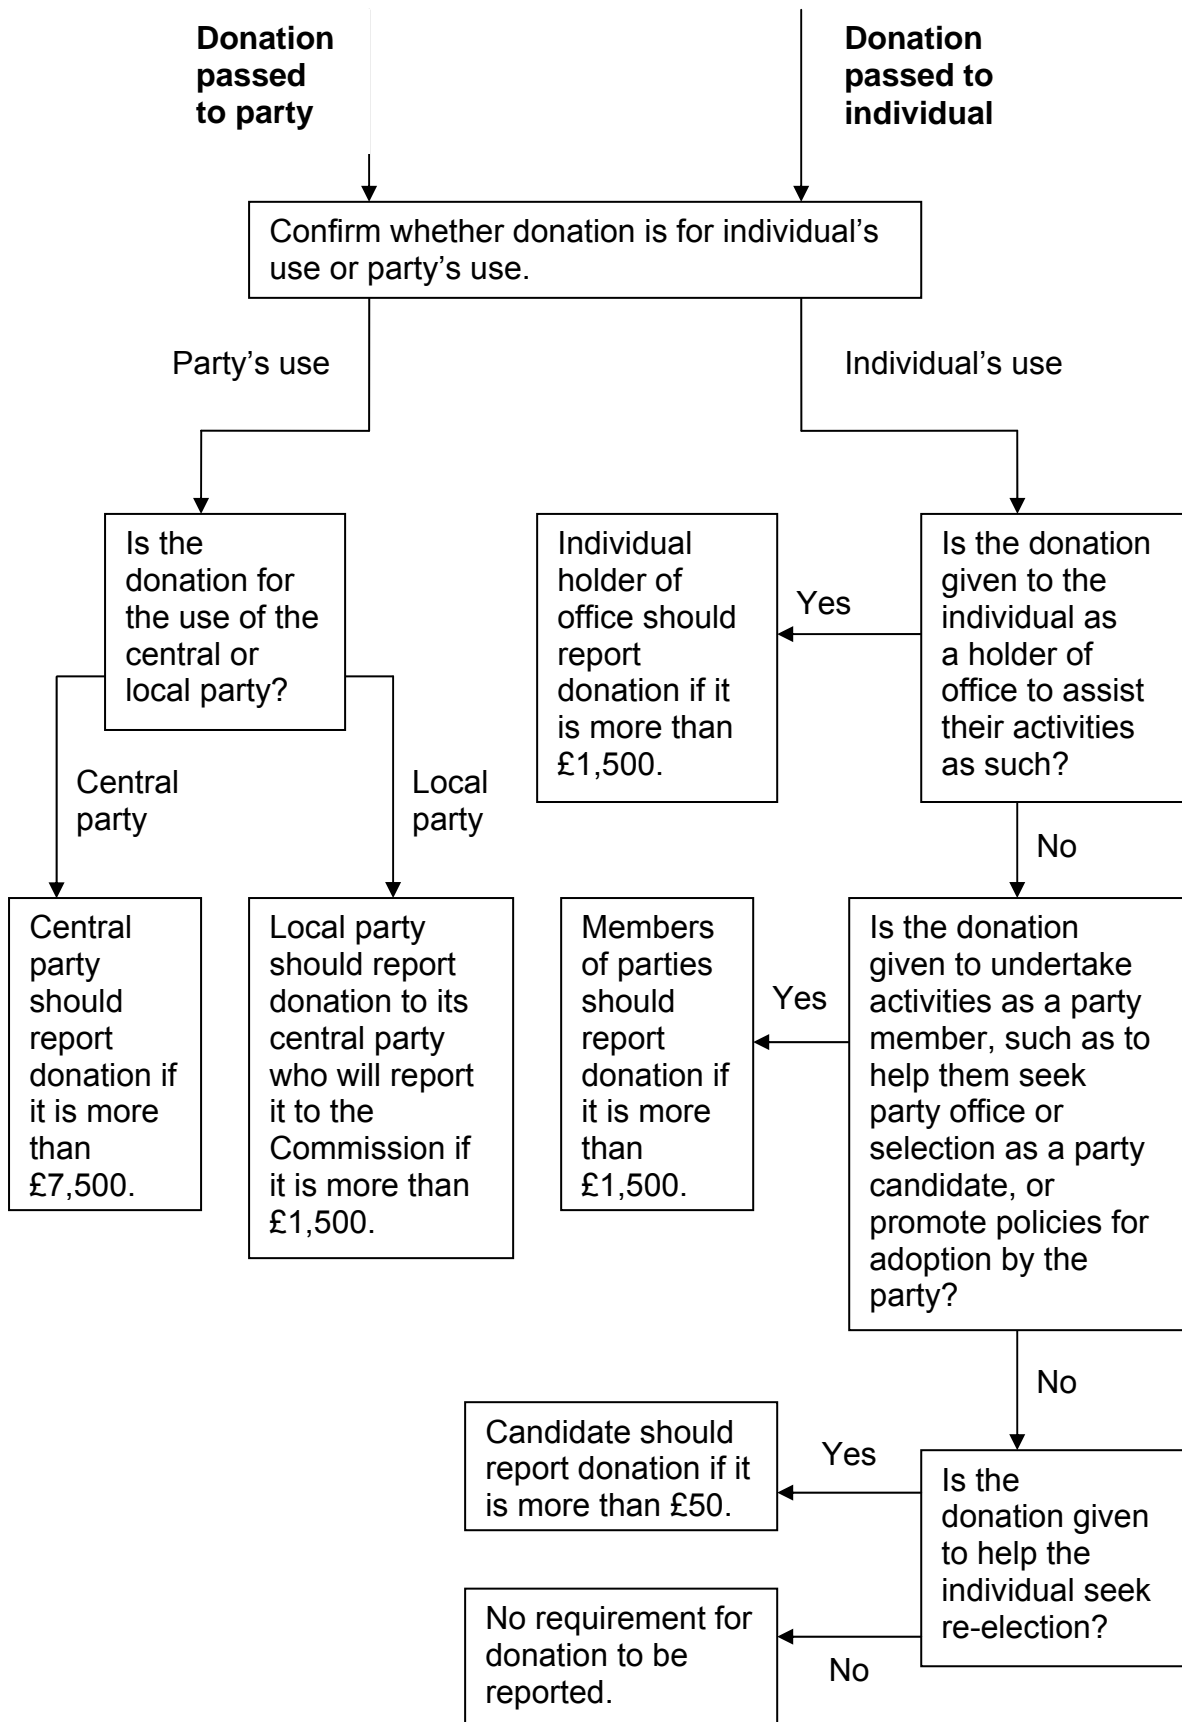 Donation
passed
to party
Donation
passed to
individual
Confirm whether donation is for individual’s
use or party’s use.
Party’s use
Individual’s use
Is the
donation for
the use of the
central or
local party?
Individual
holder of
office should
report
donation if it
is more than
£1,500.
Yes
Is the donation
given to the
individual as
a holder of
office to assist
their activities
as such?
Central
party
Local
party
No
Central
party
should
report
donation if
it is more
than
£7,500.
Local party
should report
donation to its
central party
who will report
it to the
Commission if
it is more than
£1,500.
Members
of parties
should
report
donation if
it is more
than
£1,500.
Yes
Is the donation
given to undertake
activities as a party
member, such as to
help them seek
party office or
selection as a party
candidate, or
promote policies for
adoption by the
party?
No
Candidate should
report donation if it
is more than £50.
Yes
Is the
donation given
to help the
individual seek
re-election?
No requirement for
donation to be
reported.
No